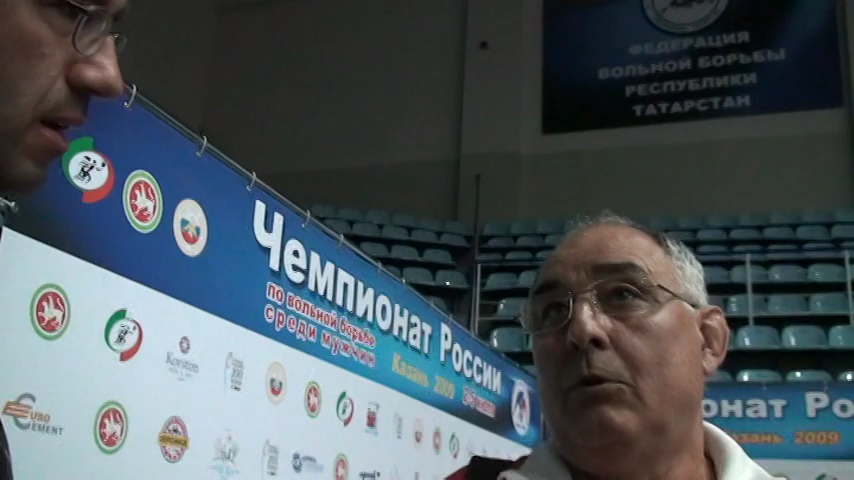 ФЕДЕРАЦИЯ
ВОЛЬНОЙ БОРЬБЫ
РЕСПУБЛИКИ
ТАТАРСТАН
Чемпионат России
по вольной борьбе
среди мужчин
Казань 2009
Korston
EURO
CEMENT
онат Ро
Казань 2009